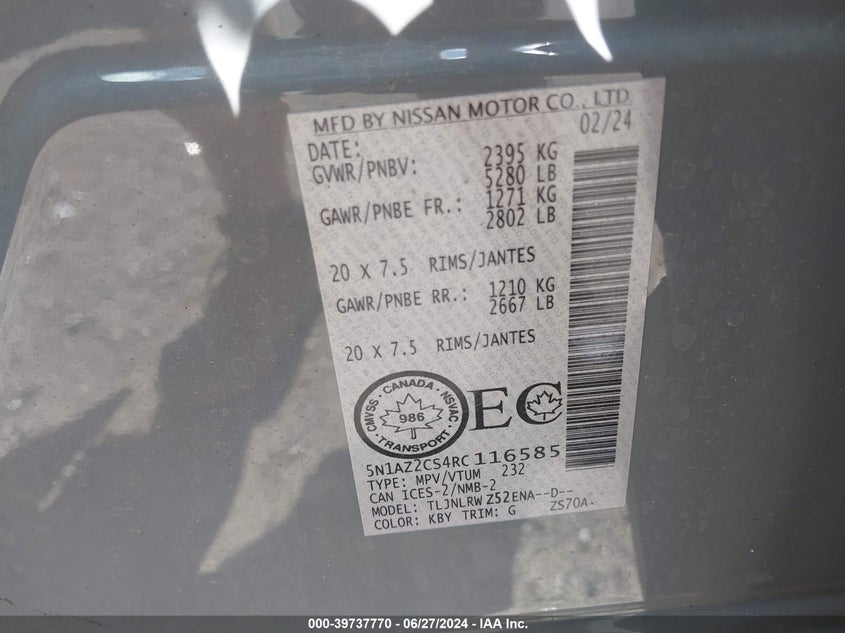 MFD BY NISSAN MOTOR CO., LTD.
DATE: 02/24
GVWR/PNBV: 2395 KG
5280 LB
GAWR/PNBE FR.: 1271 KG
2802 LB
20 X 7.5 RIMS/JANTES
GAWR/PNBE RR.: 1210 KG
2667 LB
20 X 7.5 RIMS/JANTES
CMVSS · CANADA · NSVAC
986
TRANSPORT
EC
5N1AZ2CS4RC116585
TYPE: MPV/VTUM 232
CAN ICES-2/NMB-2
MODEL: TLJNLRW Z52ENA--D--
COLOR: KBY TRIM: G ZS70A.
000-39737770 - 06/27/2024 - IAA Inc.